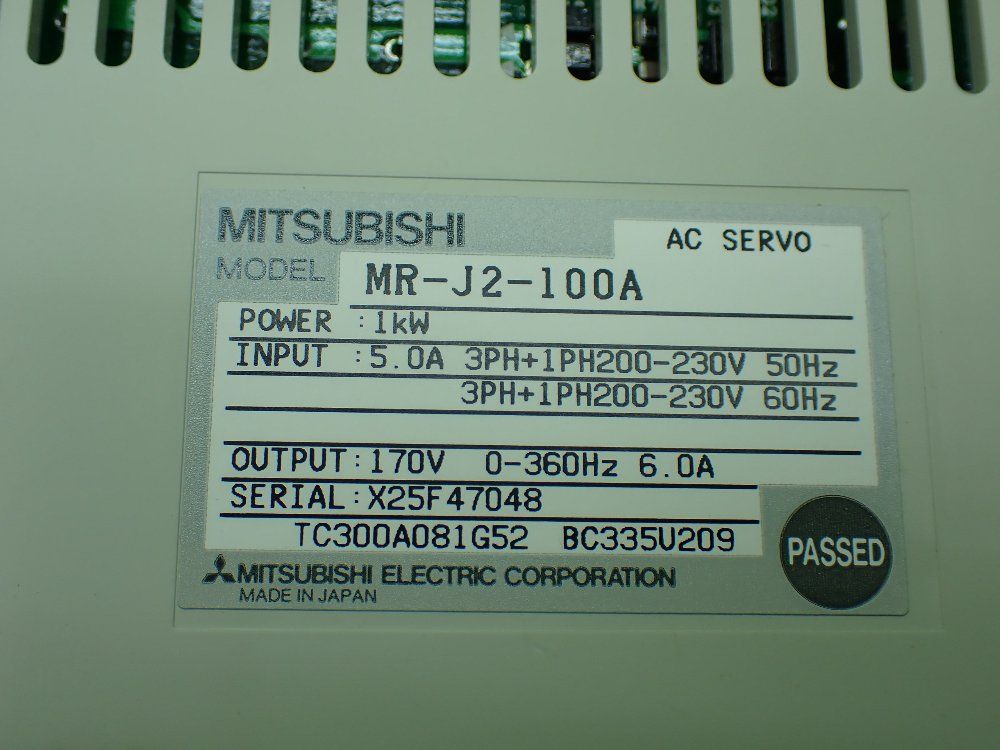 MITSUBISHI
AC SERVO
MODEL MR-J2-100A
POWER :1kW
INPUT :5.0A 3PH+1PH200-230V 50Hz
3PH+1PH200-230V 60Hz
OUTPUT:170V 0-360Hz 6.0A
SERIAL:X25F47048
TC300A081G52 BC335U209
PASSED
MITSUBISHI ELECTRIC CORPORATION
MADE IN JAPAN